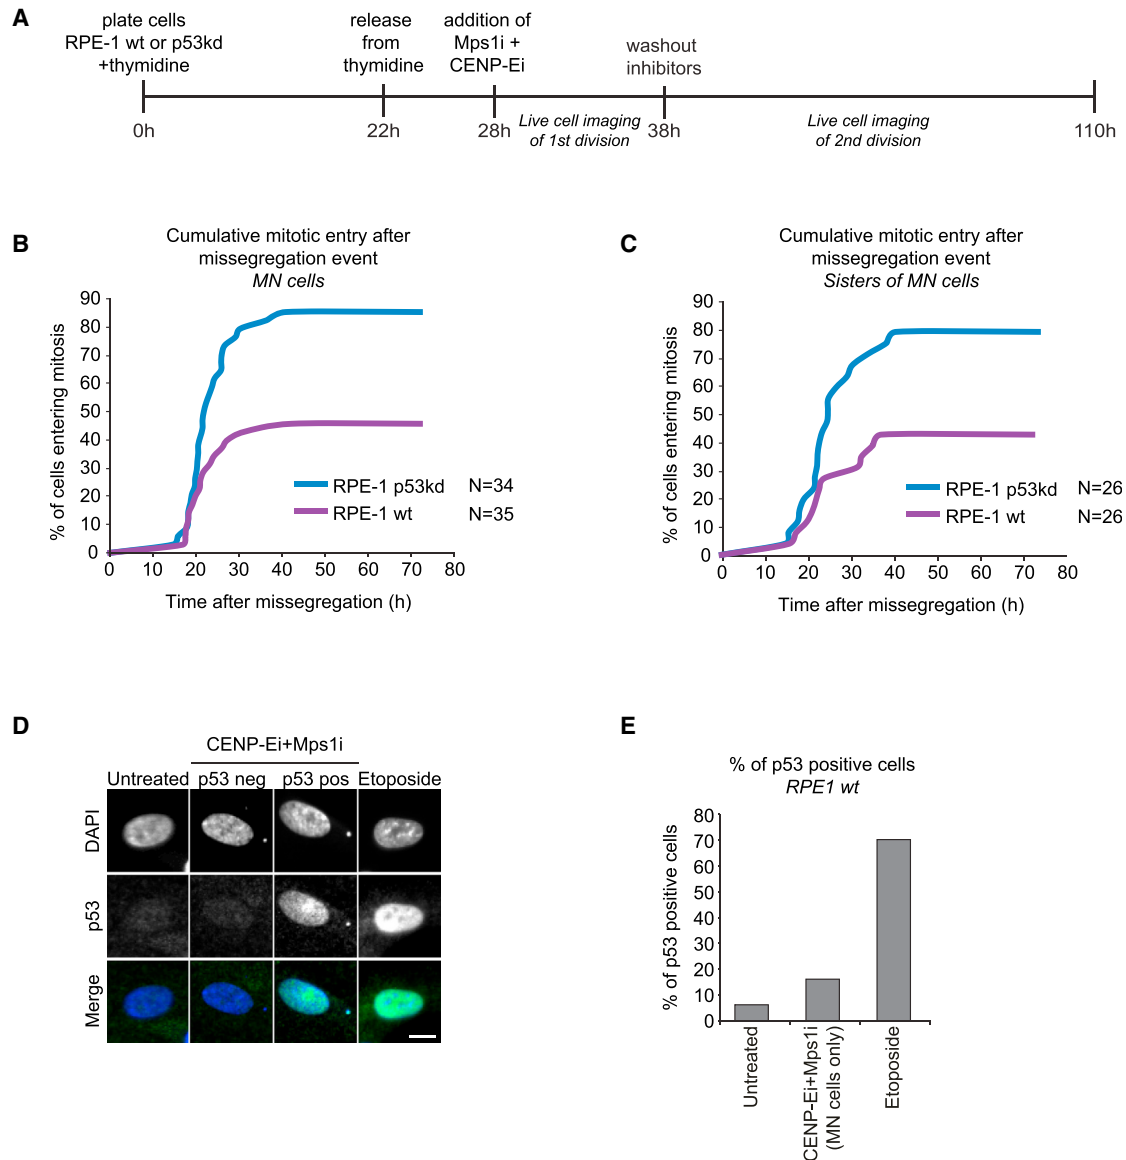 A
plate cells
RPE-1 wt or p53kd
+thymidine
release
from
thymidine
addition of
Mps1i +
CENP-Ei
washout
inhibitors
0h
22h
28h
Live cell imaging
of 1st division
38h
Live cell imaging
of 2nd division
110h
B
Cumulative mitotic entry after
missegregation event
MN cells
% of cells entering mitosis
90
80
70
60
50
40
30
20
10
0
RPE-1 p53kd N=34
RPE-1 wt N=35
0 10 20 30 40 50 60 70 80
Time after missegregation (h)
C
Cumulative mitotic entry after
missegregation event
Sisters of MN cells
% of cells entering mitosis
90
80
70
60
50
40
30
20
10
0
RPE-1 p53kd N=26
RPE-1 wt N=26
0 10 20 30 40 50 60 70 80
Time after missegregation (h)
D
CENP-Ei+Mps1i
Untreated p53 neg p53 pos Etoposide
DAPI
p53
Merge
E
% of p53 positive cells
RPE1 wt
% of p53 positive cells
80
70
60
50
40
30
20
10
0
Untreated
CENP-Ei+Mps1i
(MN cells only)
Etoposide